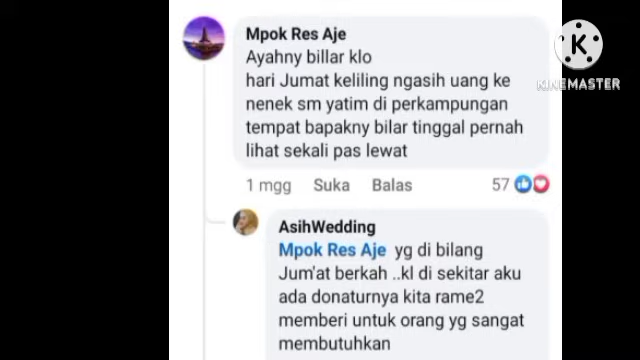 Mpok Res Aje
Ayahny billar klo
hari Jumat keliling ngasih uang ke
nenek sm yatim di perkampungan
tempat bapakny bilar tinggal pernah
lihat sekali pas lewat
1 mgg Suka Balas 57
AsihWedding
Mpok Res Aje yg di bilang
Jum'at berkah ..kl di sekitar aku
ada donaturnya kita rame2
memberi untuk orang yg sangat
membutuhkan
K
KINEMASTER